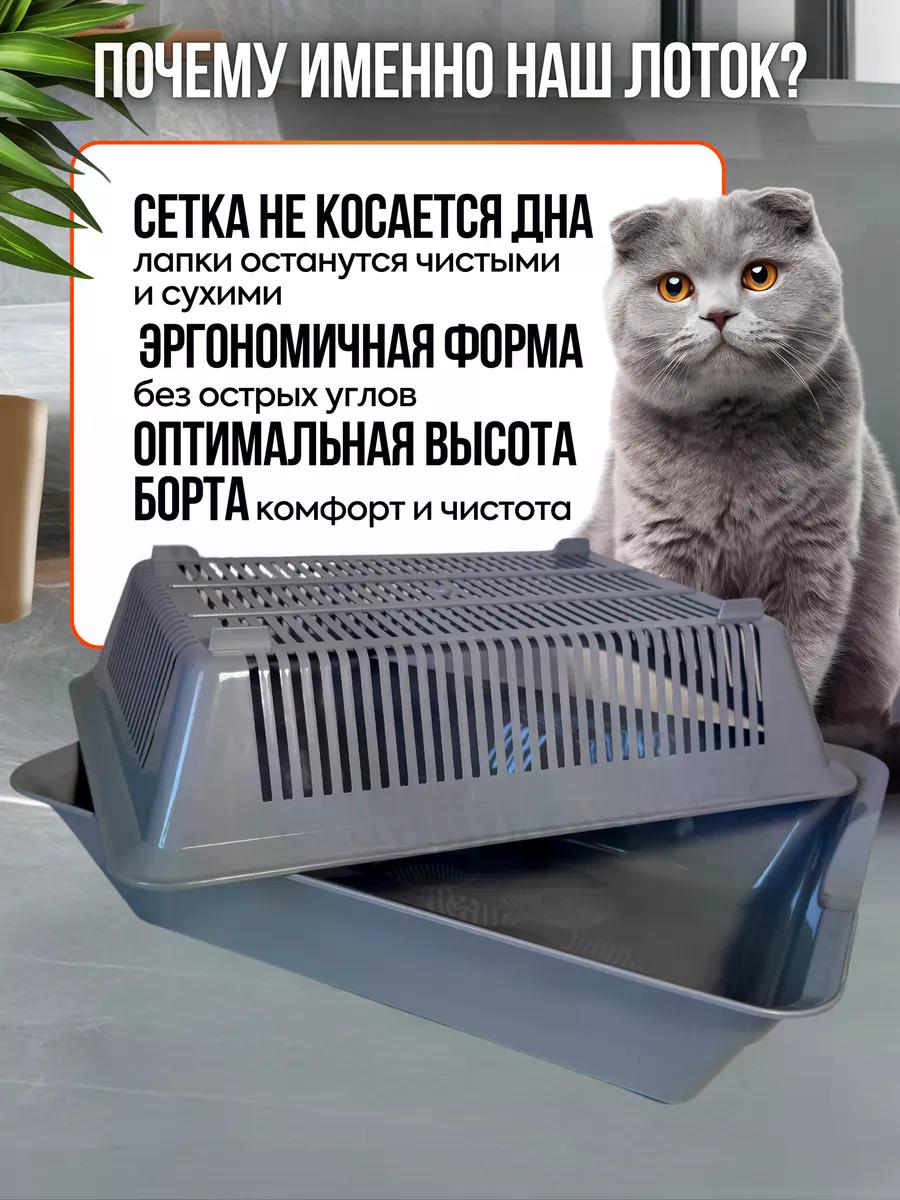 ПОЧЕМУ ИМЕННО НАШ ЛОТОК?
СЕТКА НЕ КОСАЕТСЯ ДНА
лапки останутся чистыми
и сухими
ЭРГОНОМИЧНАЯ ФОРМА
без острых углов
ОПТИМАЛЬНАЯ ВЫСОТА
БОРТА комфорт и чистота